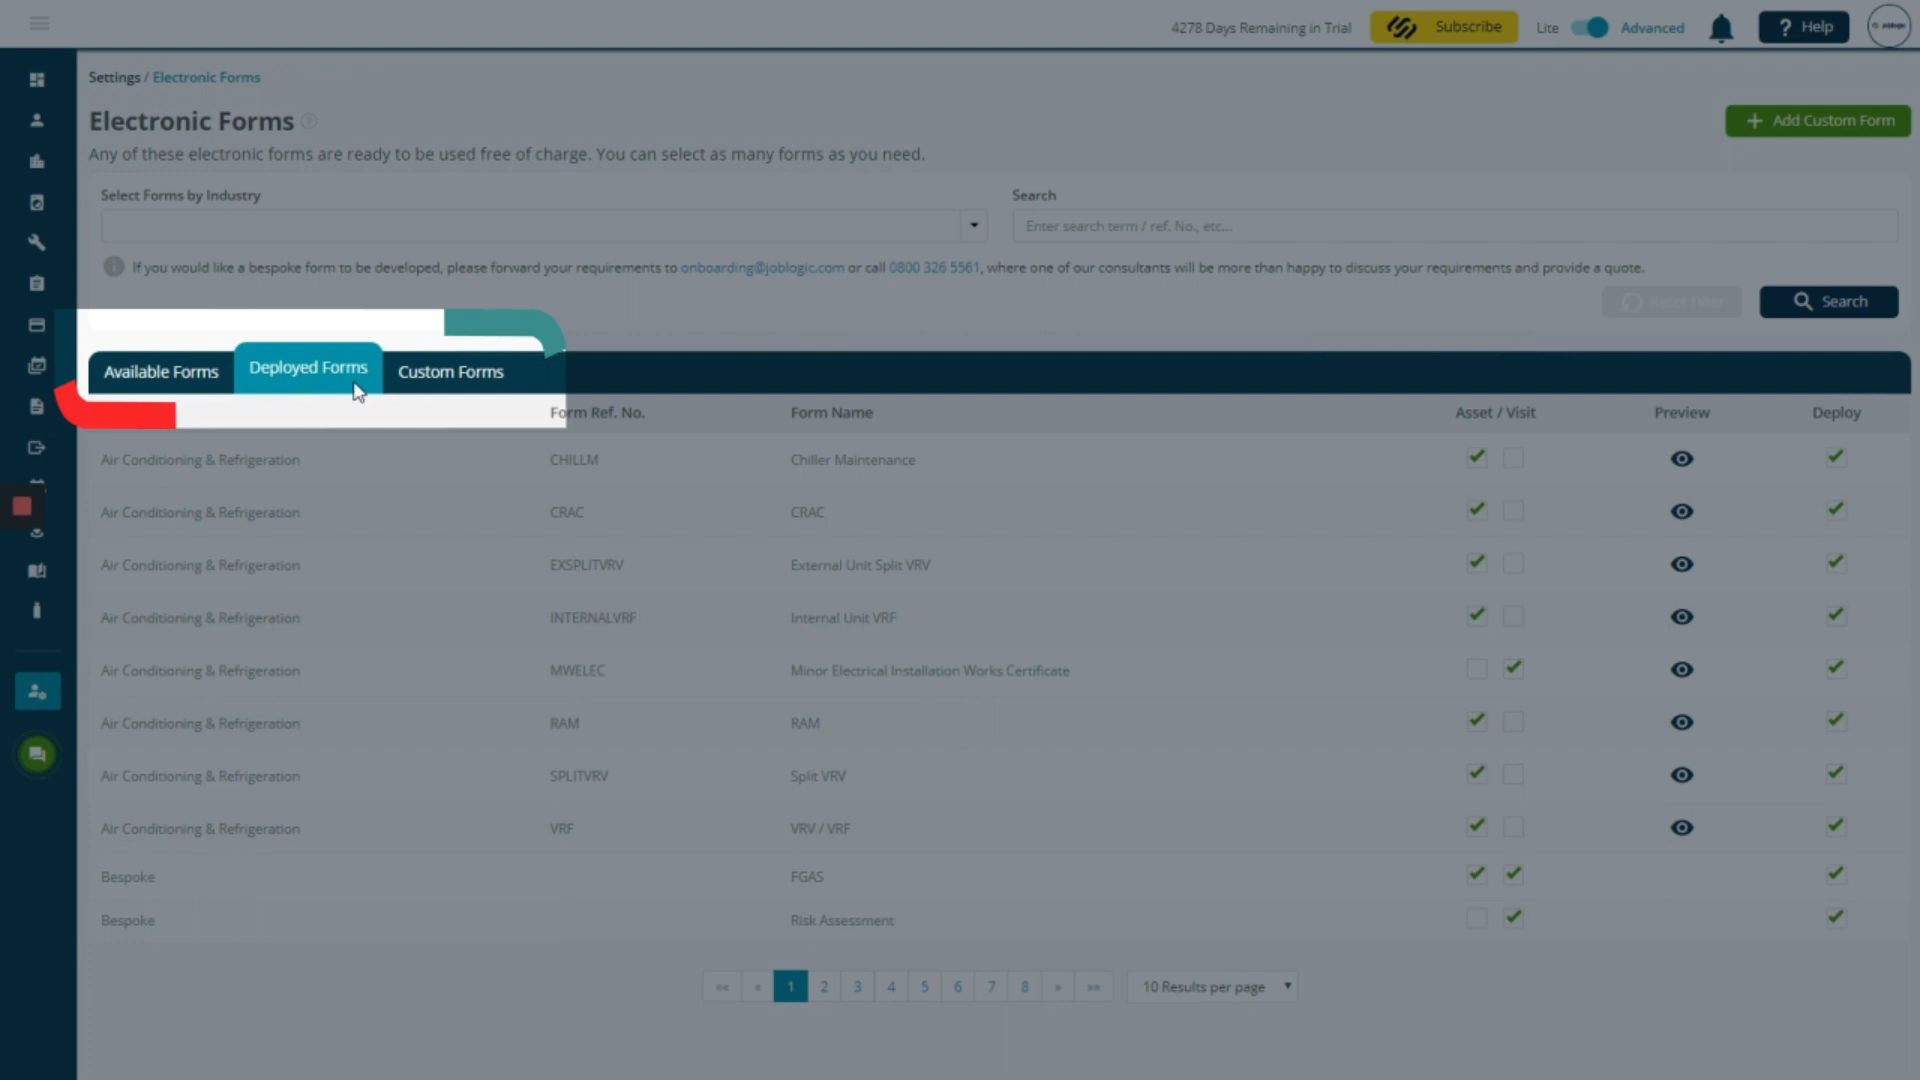 4278 Days Remaining in Trial
Subscribe
Lite
Advanced
? Help
Settings / Electronic Forms
Electronic Forms
+ Add Custom Form
Any of these electronic forms are ready to be used free of charge. You can select as many forms as you need.
Select Forms by Industry
Search
Enter search term / ref. No., etc...
If you would like a bespoke form to be developed, please forward your requirements to onboarding@joblogic.com or call 0800 326 5561, where one of our consultants will be more than happy to discuss your requirements and provide a quote.
Reset Filter
Search
Available Forms
Deployed Forms
Custom Forms
Form Ref. No.
Form Name
Asset / Visit
Preview
Deploy
Air Conditioning & Refrigeration CHILLM Chiller Maintenance
Air Conditioning & Refrigeration CRAC CRAC
Air Conditioning & Refrigeration EXSPLITVRV External Unit Split VRV
Air Conditioning & Refrigeration INTERNALVRF Internal Unit VRF
Air Conditioning & Refrigeration MWELEC Minor Electrical Installation Works Certificate
Air Conditioning & Refrigeration RAM RAM
Air Conditioning & Refrigeration SPLITVRV Split VRV
Air Conditioning & Refrigeration VRF VRV / VRF
Bespoke FGAS
Bespoke Risk Assessment
«« « 1 2 3 4 5 6 7 8 » »»
10 Results per page